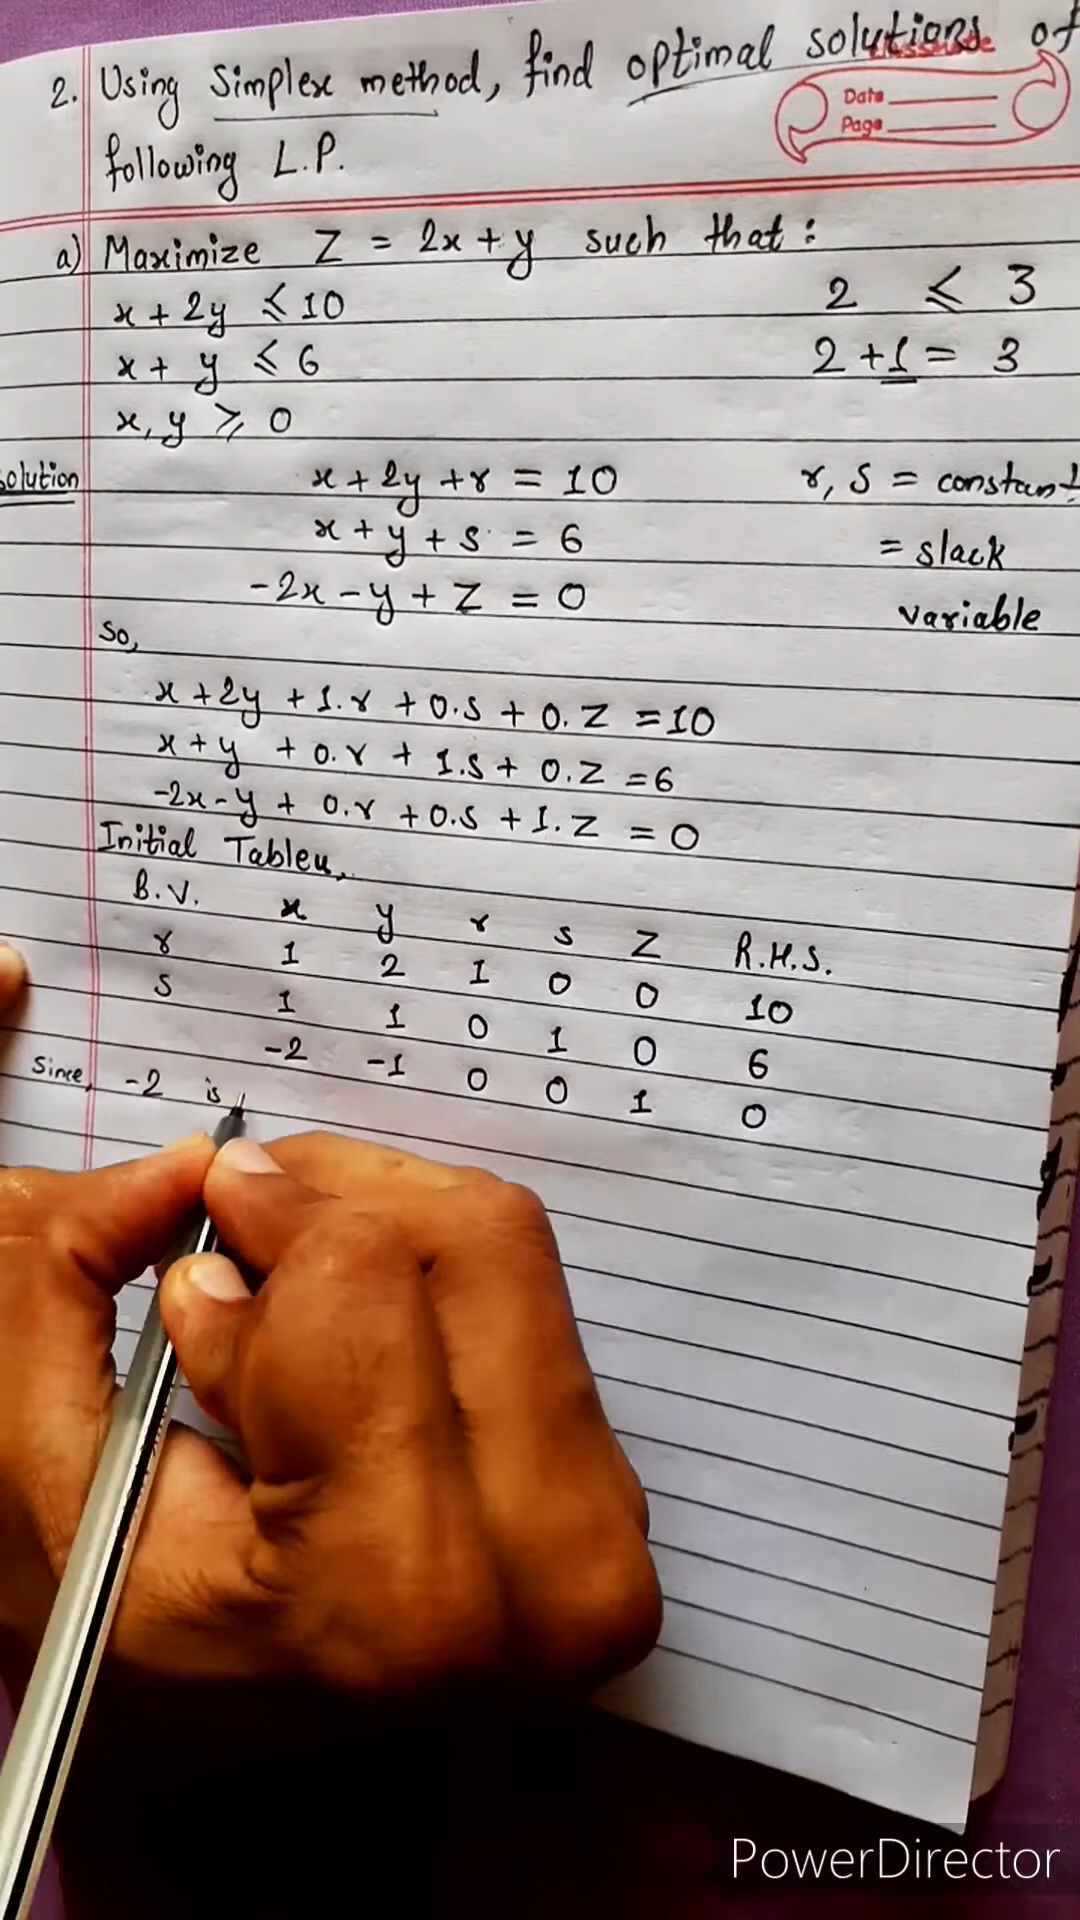 2. Using Simplex method, find optimal solutions of
following L.P.
Date
Page
a) Maximize Z = 2x + y such that :
x + 2y ≤ 10
x + y ≤ 6
x, y ≥ 0
2 ≤ 3
2 + 1 = 3
solution
x + 2y + r = 10
x + y + s = 6
-2x - y + Z = 0
r, s = constant
= slack
variable
So,
x + 2y + 1.r + 0.s + 0.Z = 10
x + y + 0.r + 1.s + 0.Z = 6
-2x - y + 0.r + 0.s + 1.Z = 0
Initial Tableu,
B.V. x y r s Z R.H.S.
r 1 2 1 0 0 10
s 1 1 0 1 0 6
-2 -1 0 0 1 0
Since, -2 is
PowerDirector